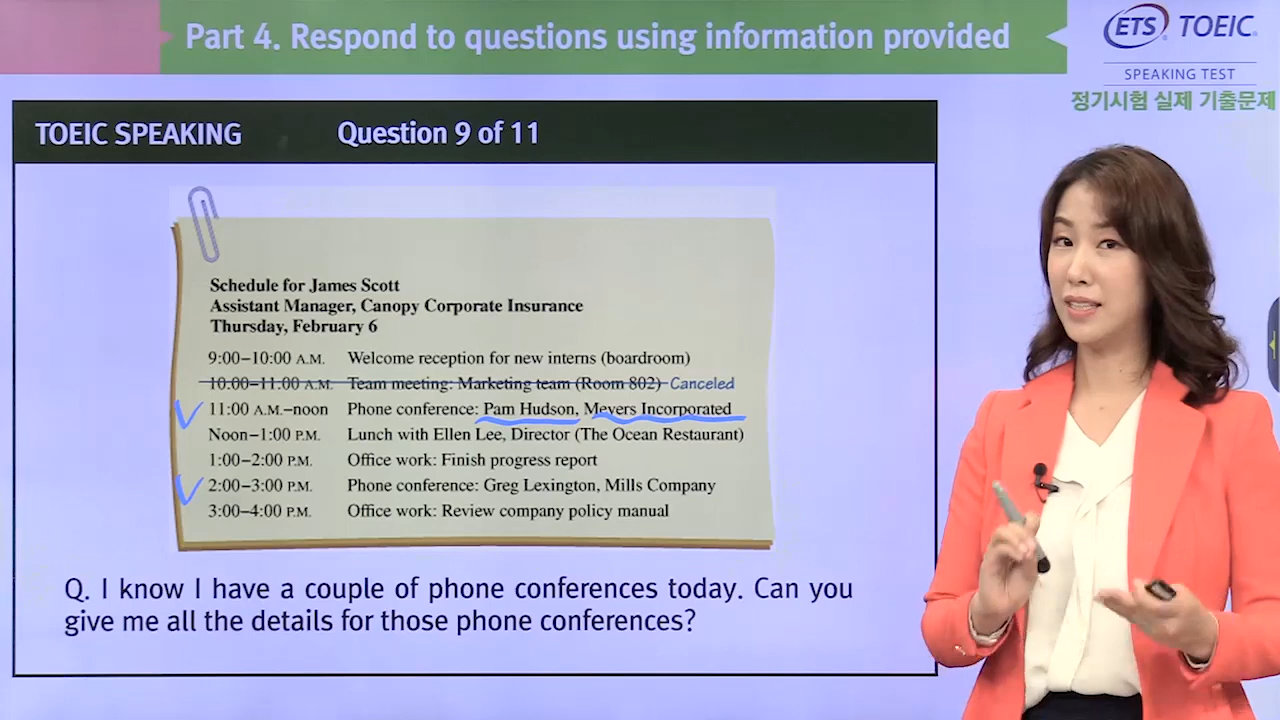 Part 4. Respond to questions using information provided
ETS TOEIC
SPEAKING TEST
정기시험 실제 기출문제
TOEIC SPEAKING Question 9 of 11
Schedule for James Scott
Assistant Manager, Canopy Corporate Insurance
Thursday, February 6
9:00–10:00 A.M. Welcome reception for new interns (boardroom)
10:00–11:00 A.M. Team meeting: Marketing team (Room 802) Canceled
11:00 A.M.–noon Phone conference: Pam Hudson, Meyers Incorporated
Noon–1:00 P.M. Lunch with Ellen Lee, Director (The Ocean Restaurant)
1:00–2:00 P.M. Office work: Finish progress report
2:00–3:00 P.M. Phone conference: Greg Lexington, Mills Company
3:00–4:00 P.M. Office work: Review company policy manual
Q. I know I have a couple of phone conferences today. Can you
give me all the details for those phone conferences?